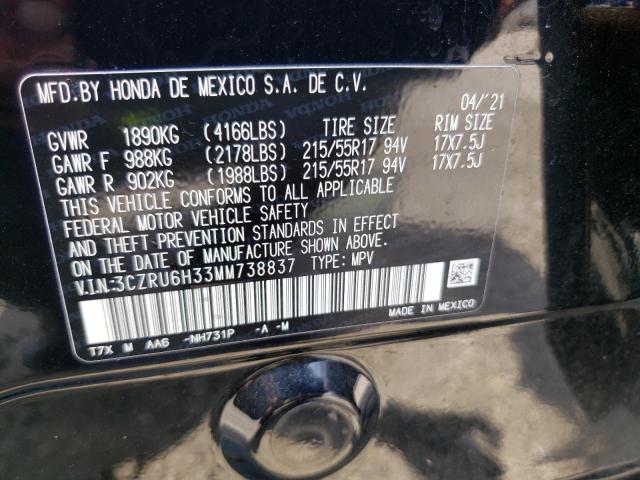 MFD.BY HONDA DE MEXICO S.A. DE C.V.
04/'21
GVWR 1890KG (4166LBS) TIRE SIZE RIM SIZE
GAWR F 988KG (2178LBS) 215/55R17 94V 17X7.5J
GAWR R 902KG (1988LBS) 215/55R17 94V 17X7.5J
THIS VEHICLE CONFORMS TO ALL APPLICABLE
FEDERAL MOTOR VEHICLE SAFETY
AND THEFT PREVENTION STANDARDS IN EFFECT
ON THE DATE OF MANUFACTURE SHOWN ABOVE.
V.I.N:3CZRU6H33MM738837 TYPE: MPV
MADE IN MEXICO
T7X M AA6 -NH731P -A -M